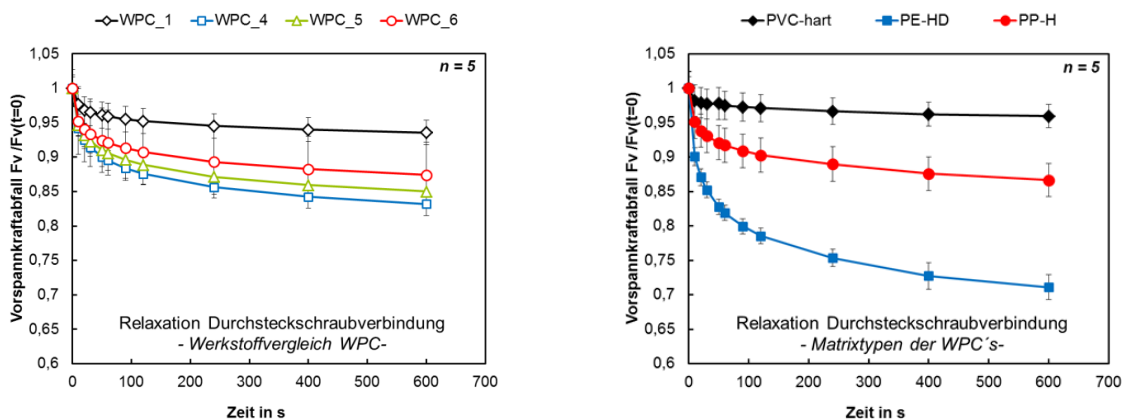 WPC_1 WPC_4 WPC_5 WPC_6
1,05
1
0,95
0,9
0,85
0,8
0,75
0,7
0,65
0,6
Vorspannkraftabfall Fv /Fv(t=0)
n = 5
Relaxation Durchsteckschraubverbindung
- Werkstoffvergleich WPC-
0 100 200 300 400 500 600 700
Zeit in s
PVC-hart PE-HD PP-H
1,05
1
0,95
0,9
0,85
0,8
0,75
0,7
0,65
0,6
Vorspannkraftabfall Fv /Fv(t=0)
n = 5
Relaxation Durchsteckschraubverbindung
- Matrixtypen der WPC´s-
0 100 200 300 400 500 600 700
Zeit in s